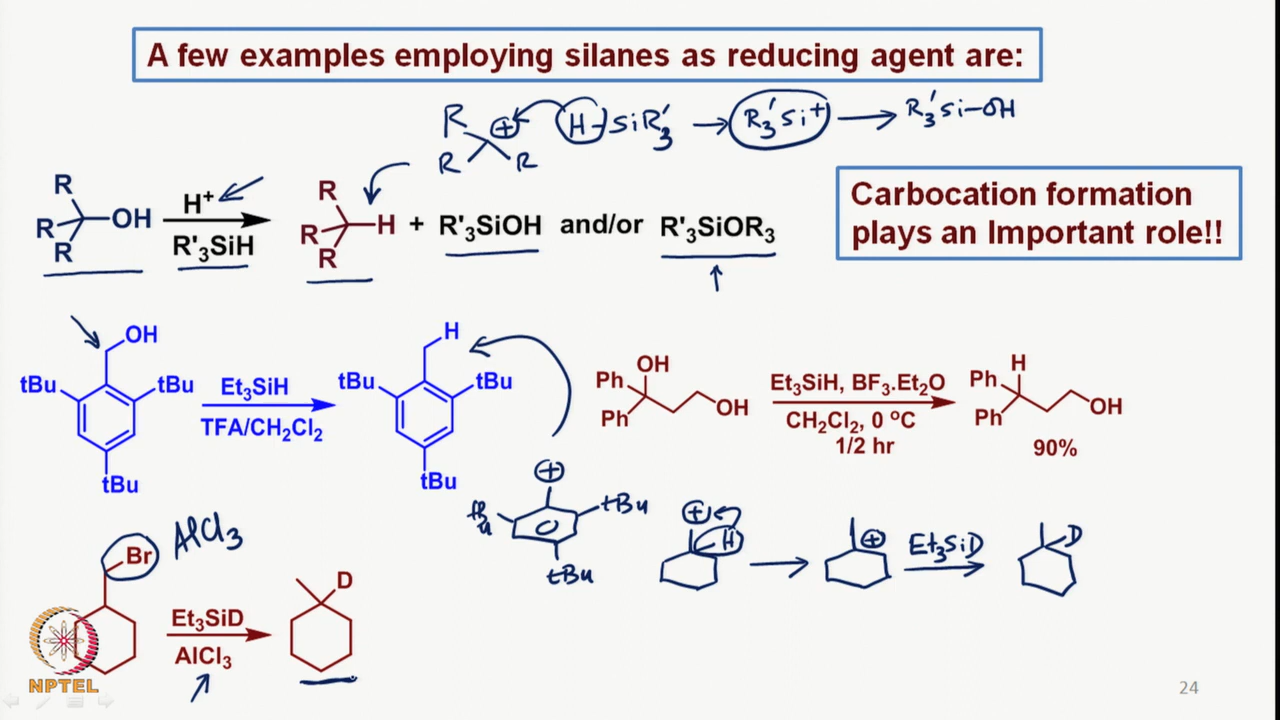 A few examples employing silanes as reducing agent are:
R ⊕ H-SiR'3 → R3'Si+ → R3'Si-OH
R R
Carbocation formation
plays an Important role!!
R
R OH
R
H+
R'3SiH
R
R H
R
+ R'3SiOH and/or R'3SiOR3
OH
tBu tBu
tBu
Et3SiH
TFA/CH2Cl2
H
tBu tBu
tBu
OH
Ph
Ph OH
Et3SiH, BF3.Et2O
CH2Cl2, 0 °C
1/2 hr
H
Ph
Ph OH
90%
⊕
tBu tBu
tBu
Br
AlCl3
Et3SiD
AlCl3
D
⊕
H
⊕
Et3SiD
D
NPTEL
24